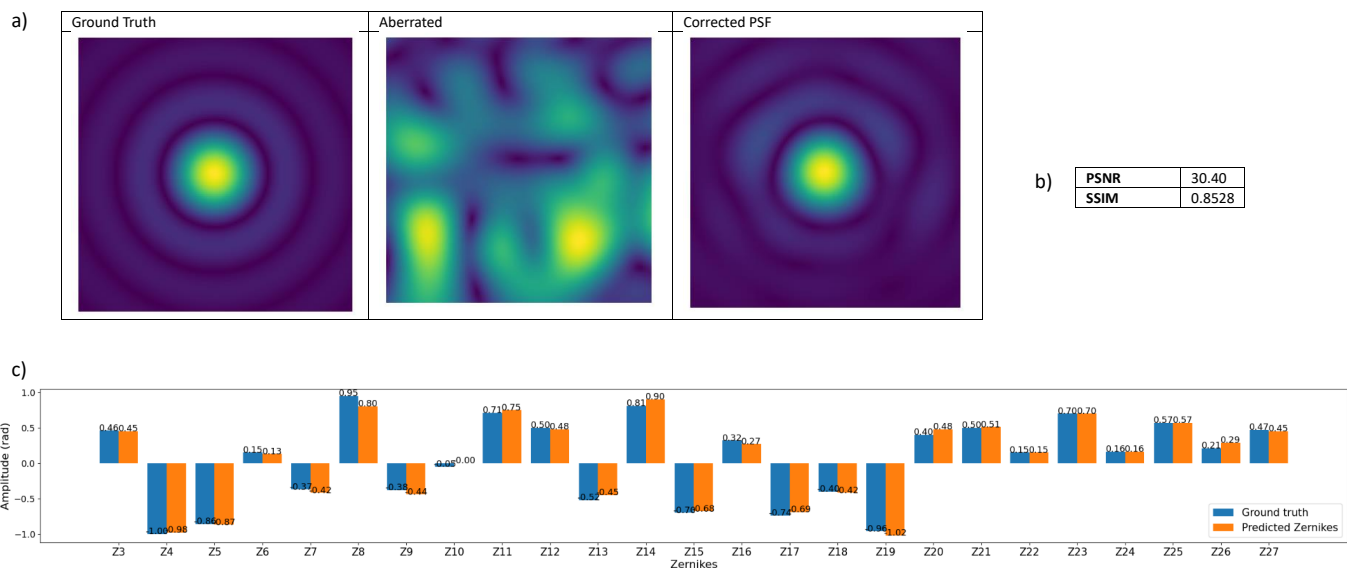 a)
Ground Truth Aberrated Corrected PSF
b)
PSNR 30.40
SSIM 0.8528
c)
Amplitude (rad)
1.0
0.5
0.0
−0.5
−1.0
0.46 0.45
-1.00 -0.98
-0.86 -0.87
0.15 0.13
-0.37 -0.42
0.95 0.80
-0.38 -0.44
-0.05 -0.00
0.71 0.75
0.50 0.48
-0.52 -0.45
0.81 0.90
-0.70 -0.68
0.32 0.27
-0.74 -0.69
-0.40 -0.42
-0.96 -1.02
0.40 0.48
0.50 0.51
0.15 0.15
0.70 0.70
0.16 0.16
0.57 0.57
0.21 0.29
0.47 0.45
Ground truth
Predicted Zernikes
Z3 Z4 Z5 Z6 Z7 Z8 Z9 Z10 Z11 Z12 Z13 Z14 Z15 Z16 Z17 Z18 Z19 Z20 Z21 Z22 Z23 Z24 Z25 Z26 Z27
Zernikes